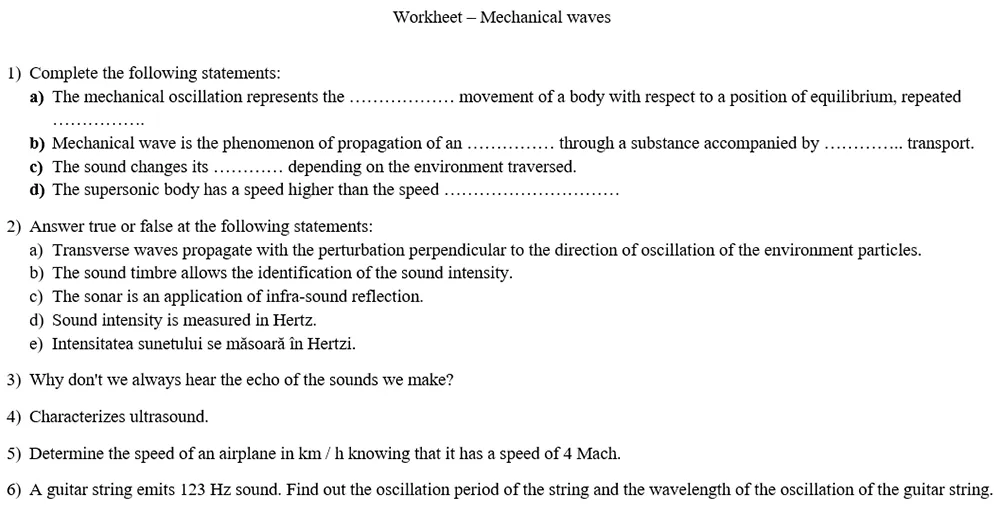 Workheet – Mechanical waves
1) Complete the following statements:
a) The mechanical oscillation represents the ……………… movement of a body with respect to a position of equilibrium, repeated
…………….
b) Mechanical wave is the phenomenon of propagation of an …………… through a substance accompanied by ………….. transport.
c) The sound changes its ………… depending on the environment traversed.
d) The supersonic body has a speed higher than the speed …………………………
2) Answer true or false at the following statements:
a) Transverse waves propagate with the perturbation perpendicular to the direction of oscillation of the environment particles.
b) The sound timbre allows the identification of the sound intensity.
c) The sonar is an application of infra-sound reflection.
d) Sound intensity is measured in Hertz.
e) Intensitatea sunetului se măsoară în Hertzi.
3) Why don't we always hear the echo of the sounds we make?
4) Characterizes ultrasound.
5) Determine the speed of an airplane in km / h knowing that it has a speed of 4 Mach.
6) A guitar string emits 123 Hz sound. Find out the oscillation period of the string and the wavelength of the oscillation of the guitar string.